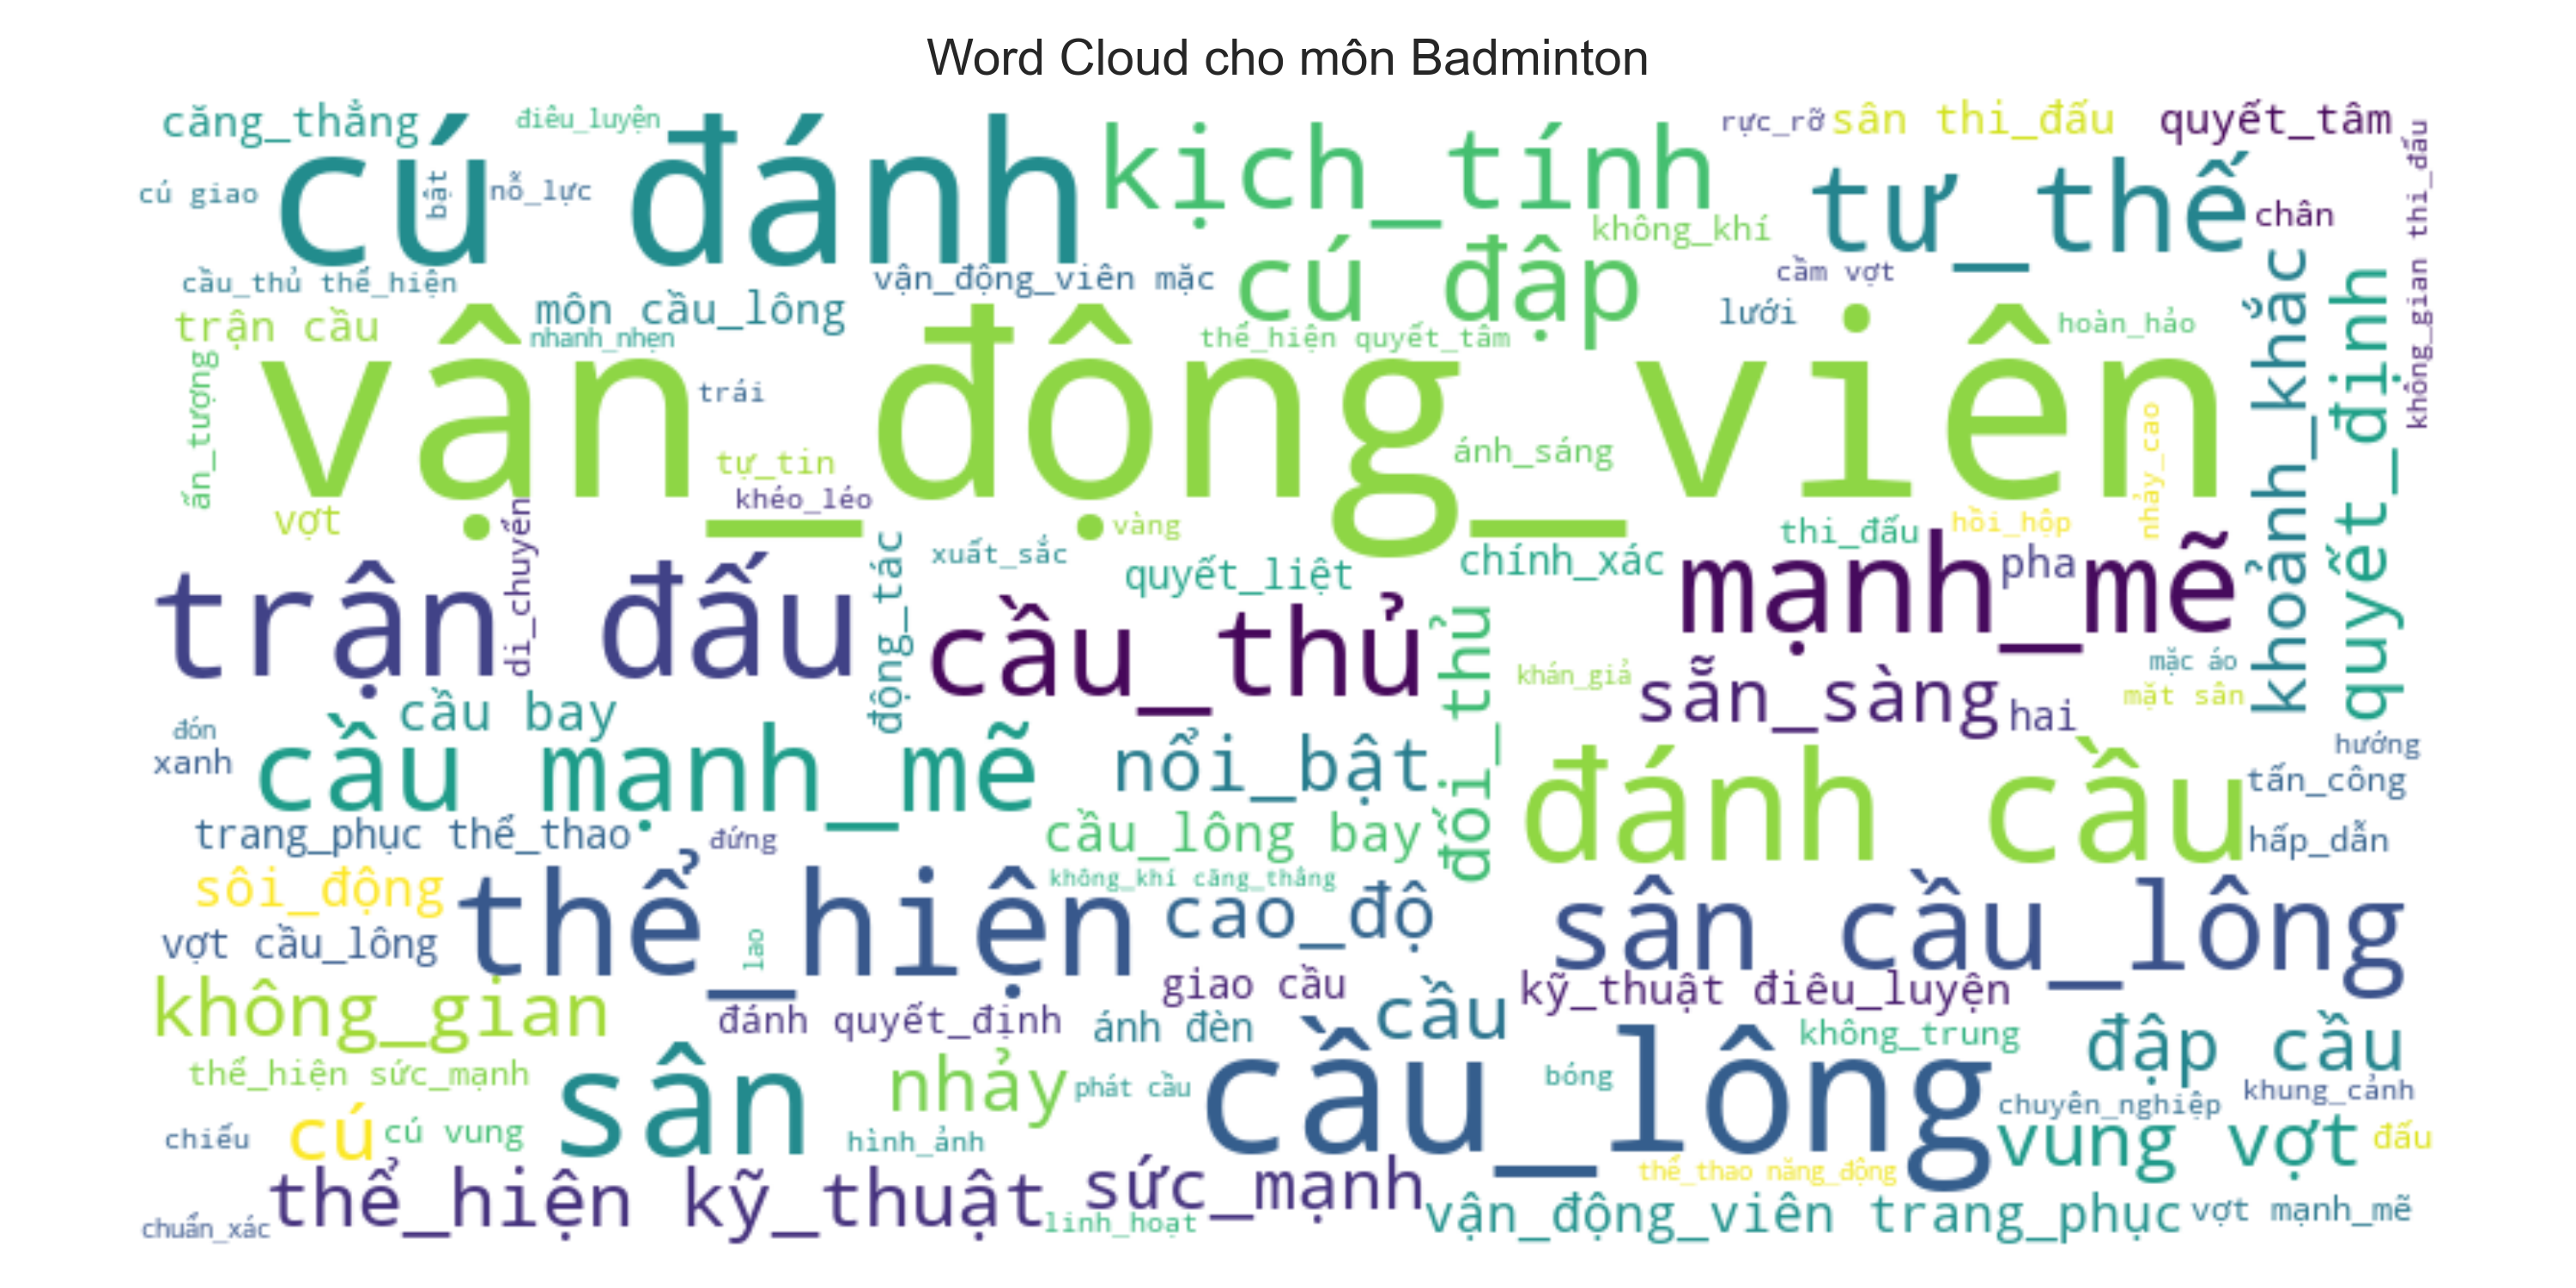 Word Cloud cho môn Badminton
căng_thẳng
điêu_luyện
rực_rỡ
sân thi_đấu
quyết_tâm
cú giao
cú đánh
bật
nỗ_lực
kịch_tính
không_khí
tư_thế
chân
không_gian thi_đấu
cầu_thủ thể_hiện
vận_động_viên mặc
cú đập
cầm vợt
môn cầu_lông
trận cầu
nhanh_nhẹn
thể_hiện quyết_tâm
lưới
hoàn_hảo
khoảnh_khắc
quyết_định
ấn_tượng
vận_động_viên
trái
tự_tin
ánh_sáng
nhảy_cao
khéo_léo
vợt
di_chuyển
vàng
thi_đấu
hồi_hộp
trận đấu
động_tác
xuất_sắc
quyết_liệt
chính_xác
mạnh_mẽ
pha
cầu_thủ
đối_thủ
khán_giả
sẵn_sàng
hai
mặc áo
mặt sân
đón
xanh
cầu bay
cầu mạnh_mẽ
nổi_bật
đánh cầu
hướng
tấn_công
trang_phục thể_thao
đứng
cầu_lông bay
hấp_dẫn
sôi_động
thể_hiện
không_khí căng_thẳng
cao_độ
sân cầu_lông
vợt cầu_lông
lao
không_gian
giao cầu
kỹ_thuật điêu_luyện
đánh quyết_định
ánh đèn
cầu
không_trung
đập cầu
thể_hiện sức_mạnh
sân
nhảy
phát cầu
cầu_lông
bóng
khung_cảnh
chuyên_nghiệp
chiếu
cú
cú vung
hình_ảnh
vung vợt
đấu
thể_hiện kỹ_thuật
sức_mạnh
thể_thao năng_động
chuẩn_xác
linh_hoạt
vận_động_viên trang_phục
vợt mạnh_mẽ